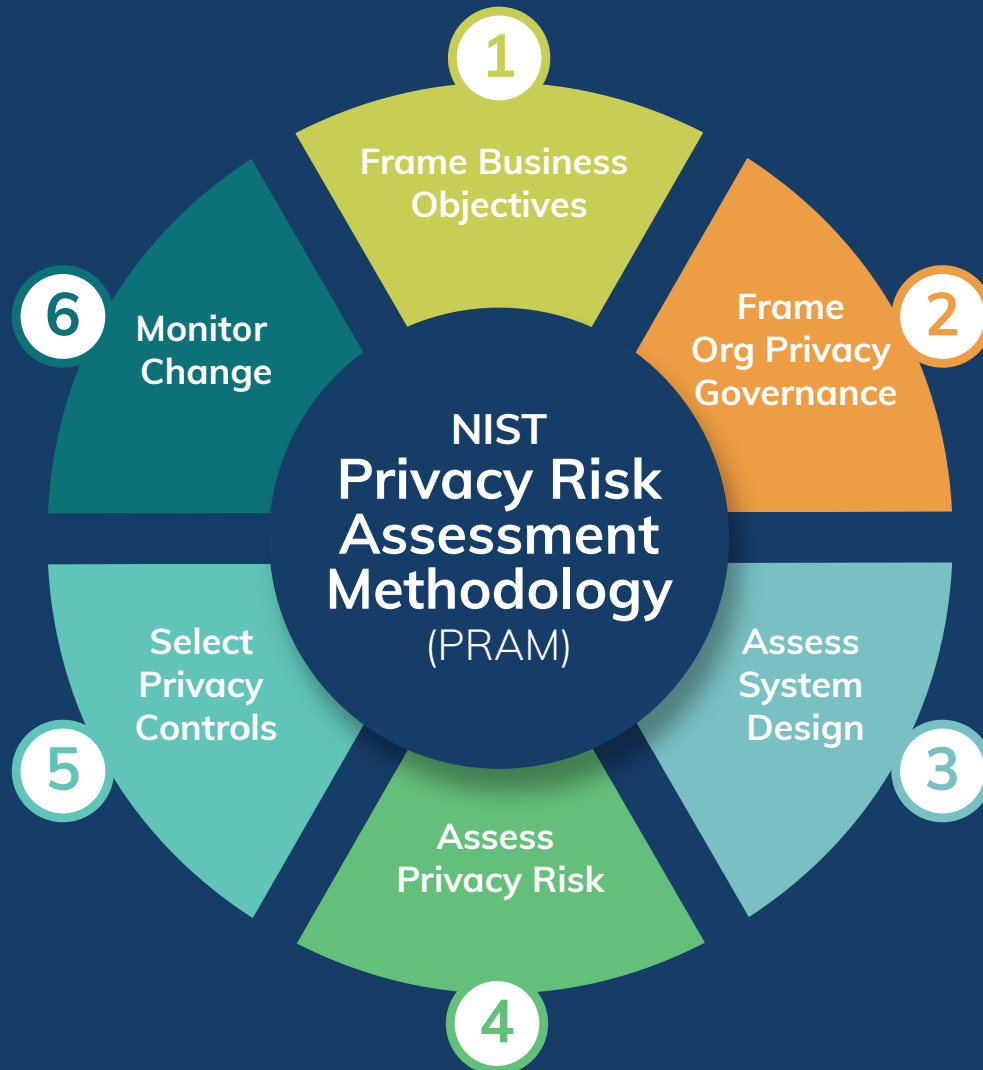 1
Frame Business
Objectives
2
Frame
Org Privacy
Governance
3
Assess
System
Design
4
Assess
Privacy Risk
5
Select
Privacy
Controls
6
Monitor
Change
NIST
Privacy Risk
Assessment
Methodology
(PRAM)